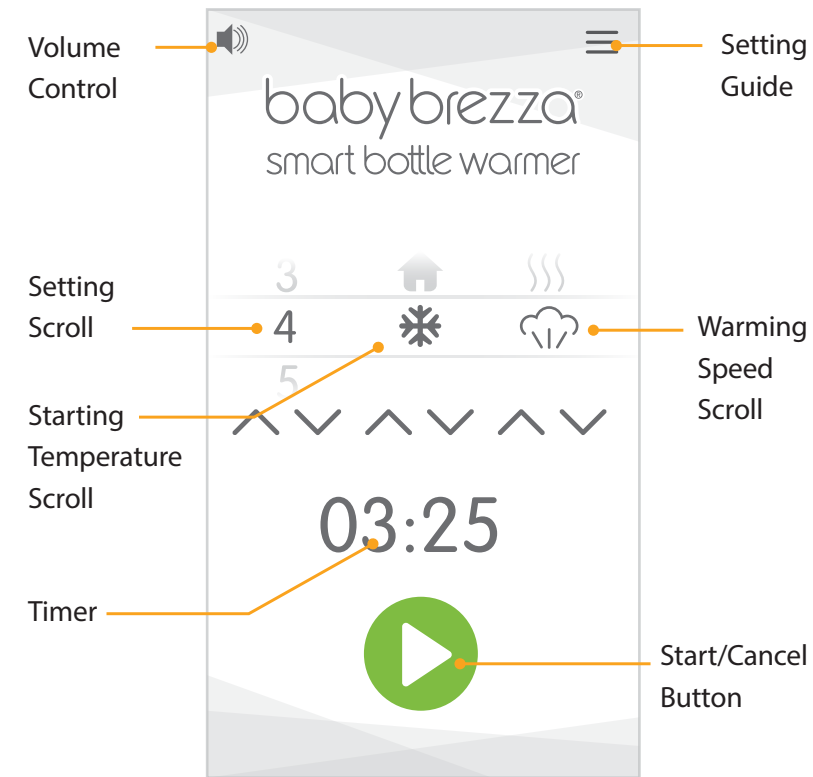 Volume
Control
Setting
Guide
baby brezza®
smart bottle warmer
3
Setting
Scroll
4
Warming
Speed
Scroll
5
Starting
Temperature
Scroll
03:25
Timer
Start/Cancel
Button